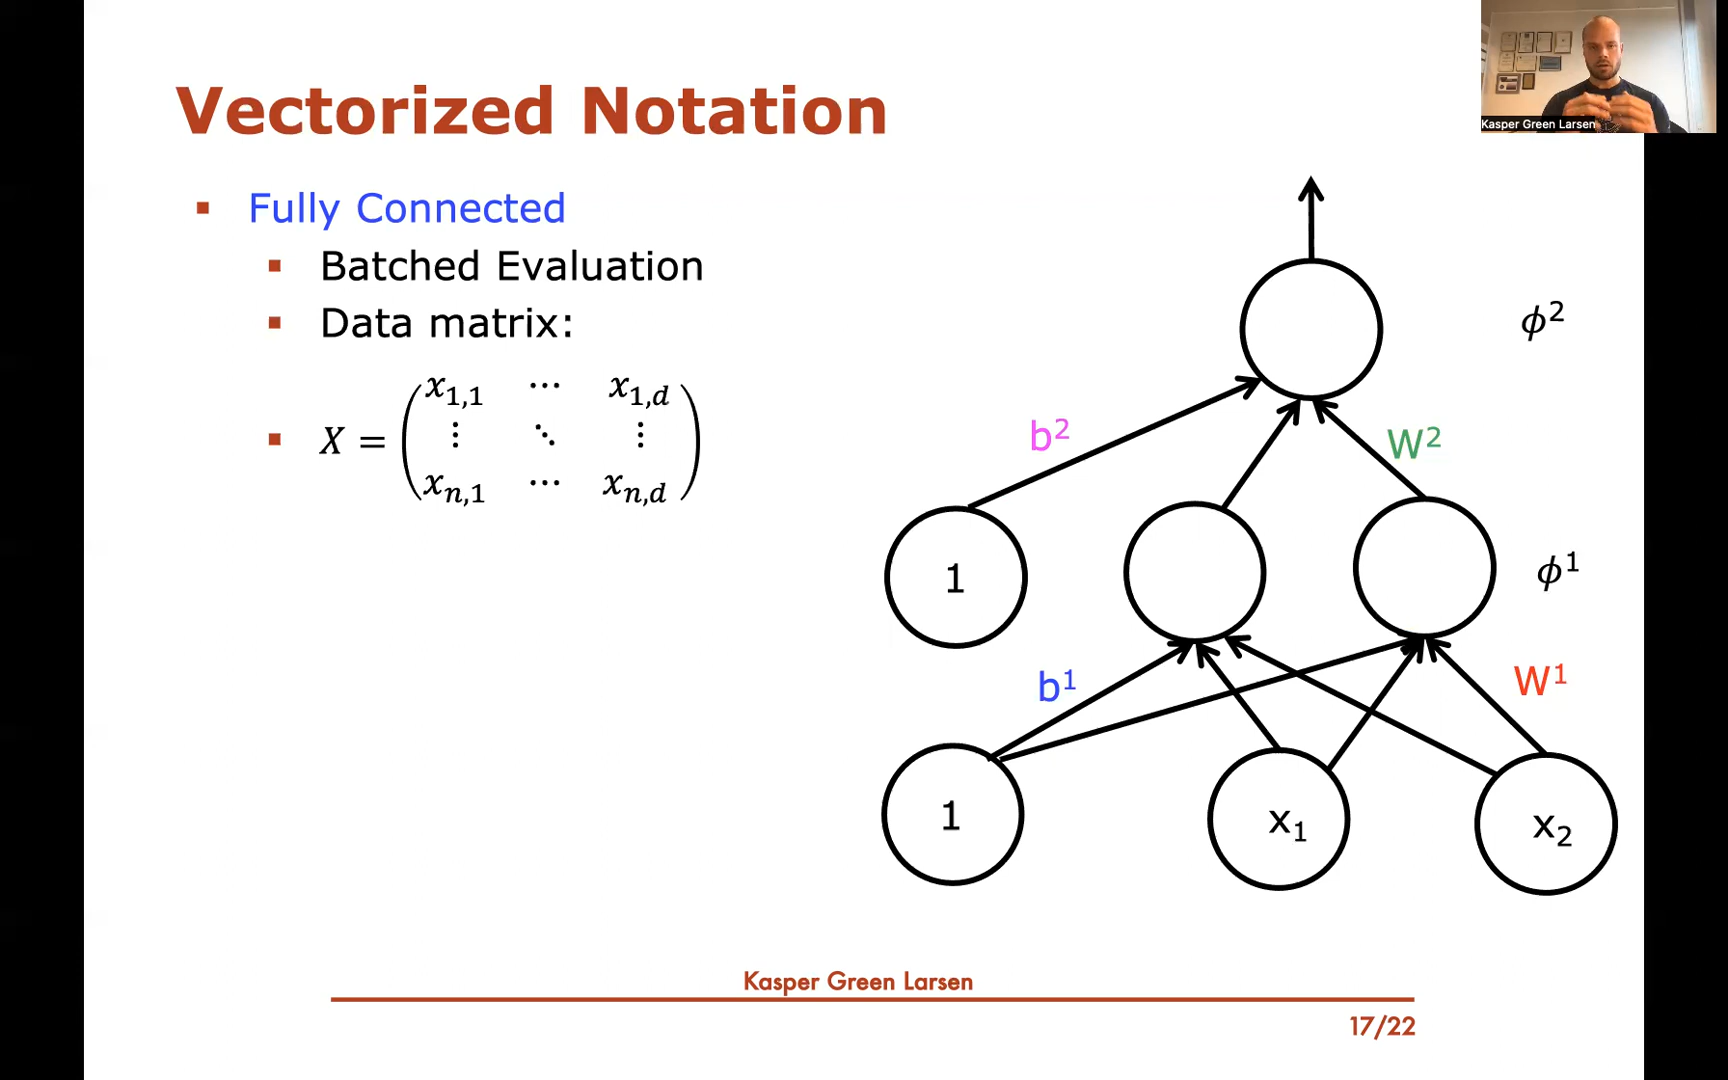 Vectorized Notation
Kasper Green Larsen
▪ Fully Connected
▪ Batched Evaluation
▪ Data matrix:
▪ X = 
x₁,₁ ⋯ x₁,d
⋮ ⋱ ⋮
xₙ,₁ ⋯ xₙ,d
ϕ²
b²
W²
1
ϕ¹
b¹
W¹
1
x₁
x₂
Kasper Green Larsen
17/22